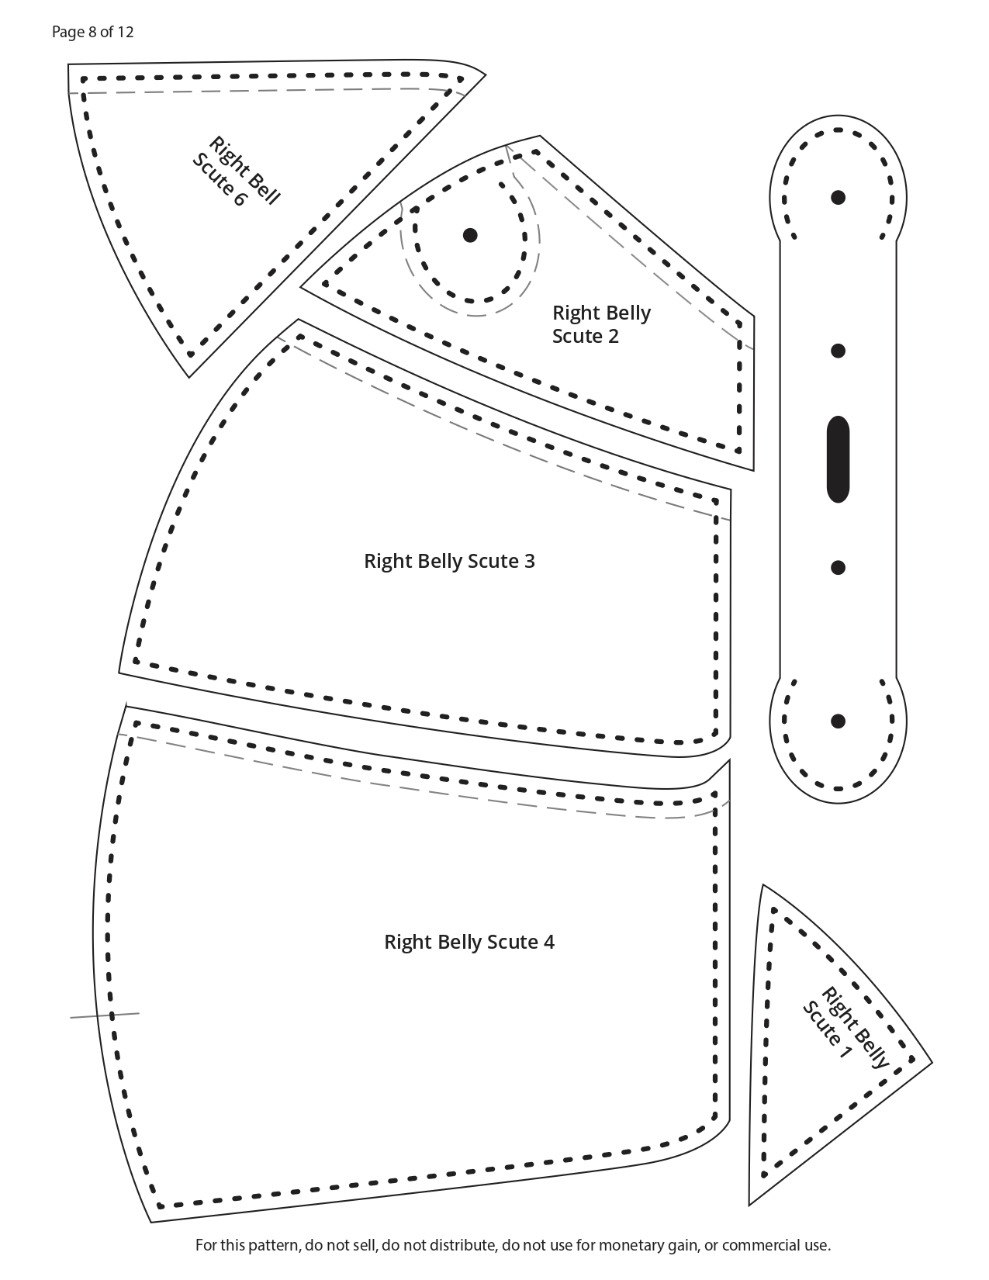 Page 8 of 12
Right Bell
Scute 6
Right Belly
Scute 2
Right Belly Scute 3
Right Belly Scute 4
Right Belly
Scute 1
For this pattern, do not sell, do not distribute, do not use for monetary gain, or commercial use.